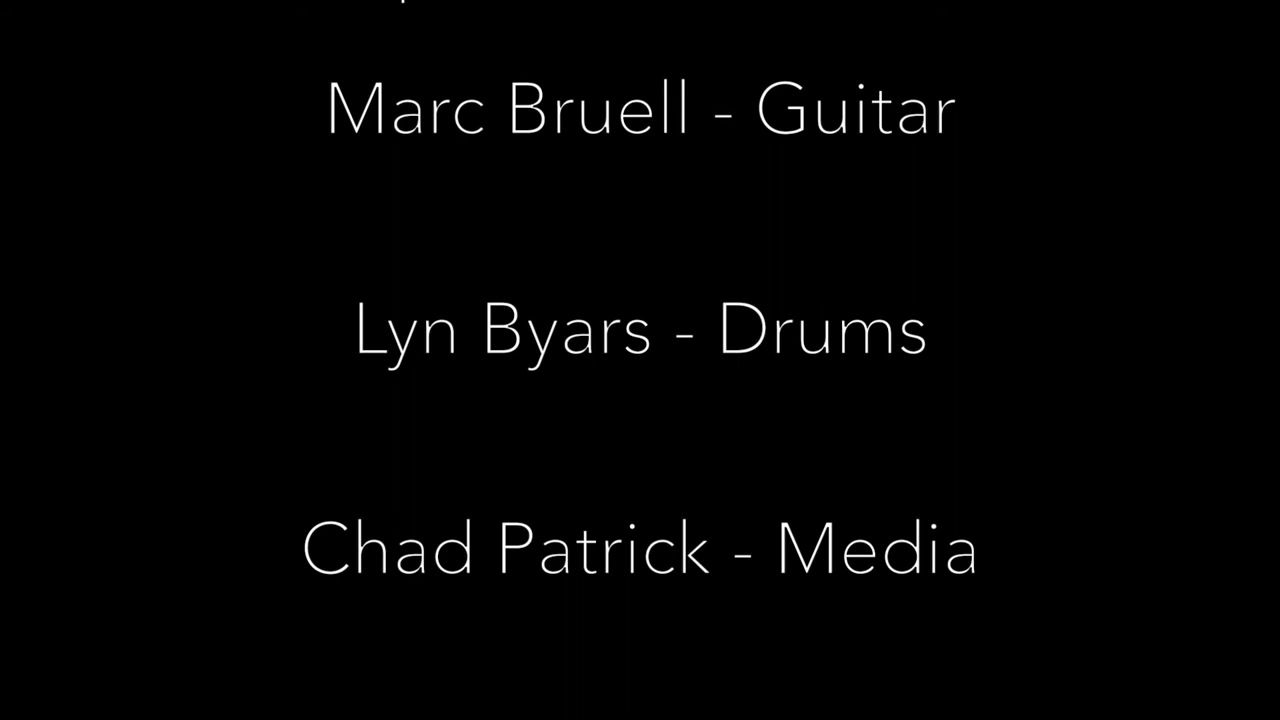 Marc Bruell - Guitar
Lyn Byars - Drums
Chad Patrick - Media